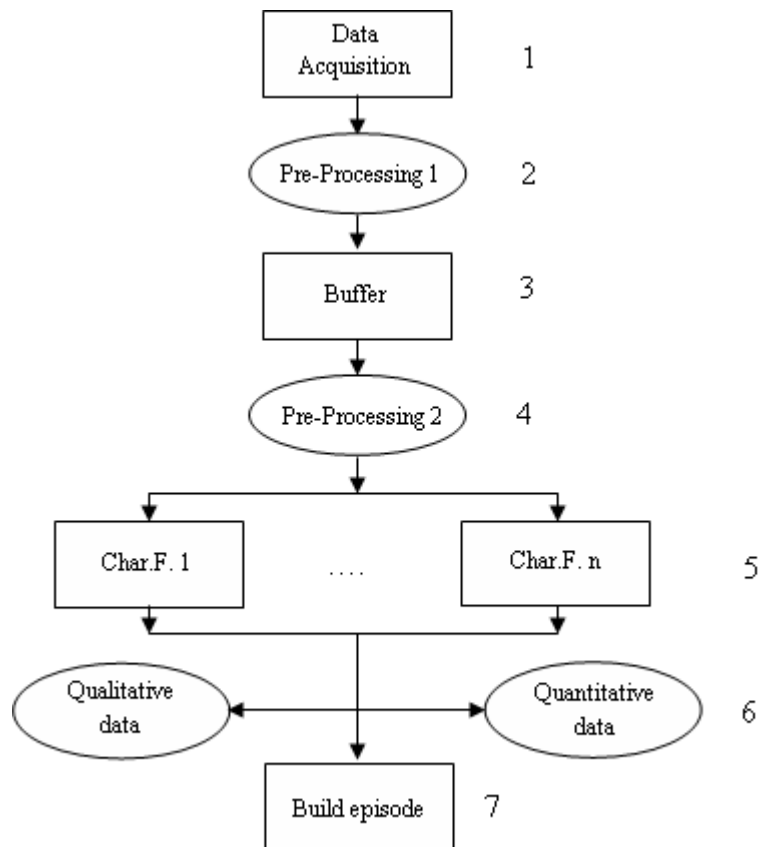 Data
Acquisition
1
Pre-Processing 1
2
Buffer
3
Pre-Processing 2
4
Char.F. 1
....
Char.F. n
5
Qualitative
data
Quantitative
data
6
Build episode
7